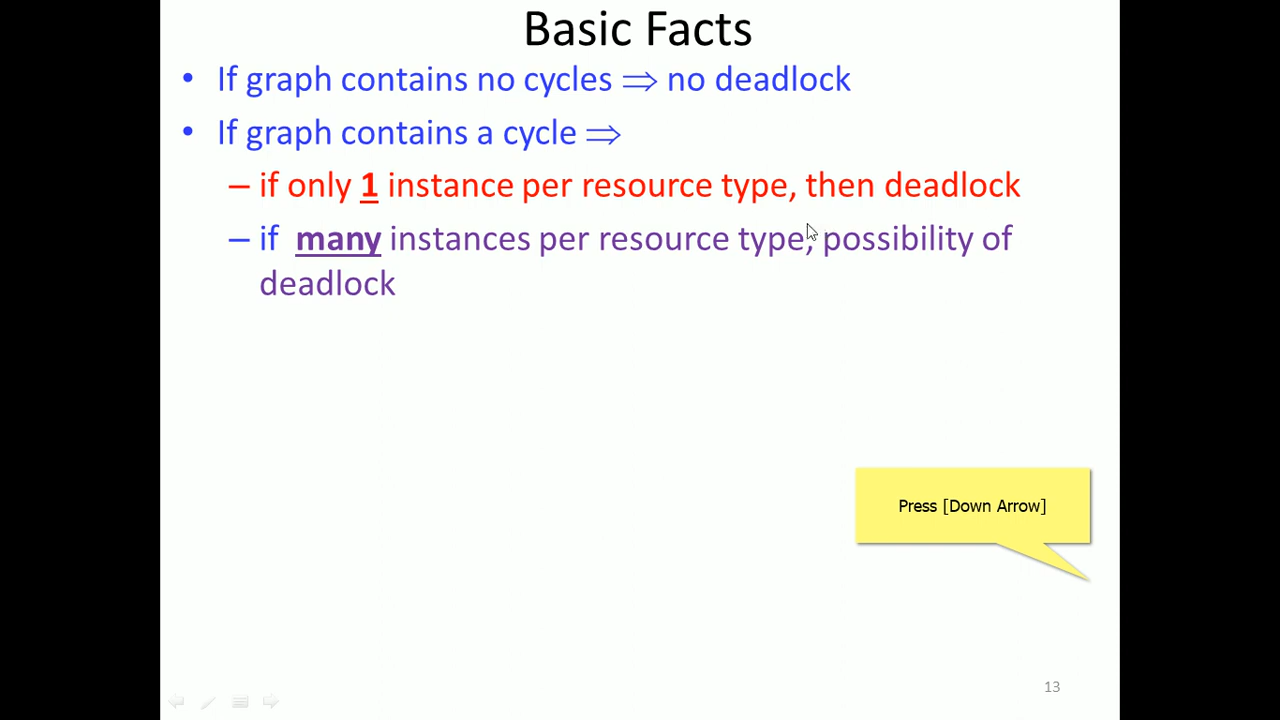 Basic Facts
• If graph contains no cycles ⇒ no deadlock
• If graph contains a cycle ⇒
– if only 1 instance per resource type, then deadlock
– if many instances per resource type, possibility of
deadlock
Press [Down Arrow]
13